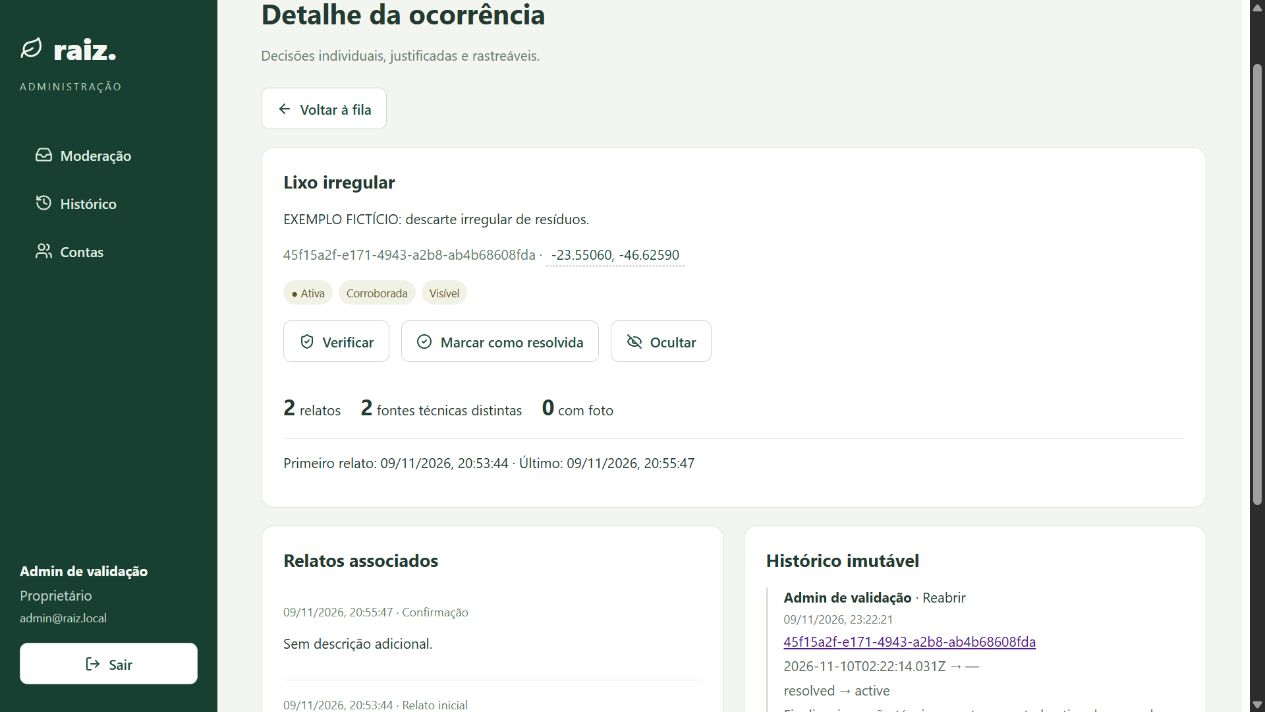 raiz.
ADMINISTRAÇÃO
Moderação
Histórico
Contas
Admin de validação
Proprietário
admin@raiz.local
Sair
Detalhe da ocorrência
Decisões individuais, justificadas e rastreáveis.
← Voltar à fila
Lixo irregular
EXEMPLO FICTÍCIO: descarte irregular de resíduos.
45f15a2f-e171-4943-a2b8-ab4b68608fda · -23.55060, -46.62590
● Ativa Corroborada Visível
Verificar Marcar como resolvida Ocultar
2 relatos 2 fontes técnicas distintas 0 com foto
Primeiro relato: 09/11/2026, 20:53:44 · Último: 09/11/2026, 20:55:47
Relatos associados
09/11/2026, 20:55:47 · Confirmação
Sem descrição adicional.
09/11/2026, 20:53:44 · Relato inicial
Histórico imutável
Admin de validação · Reabrir
09/11/2026, 23:22:21
45f15a2f-e171-4943-a2b8-ab4b68608fda
2026-11-10T02:22:14.031Z → —
resolved → active